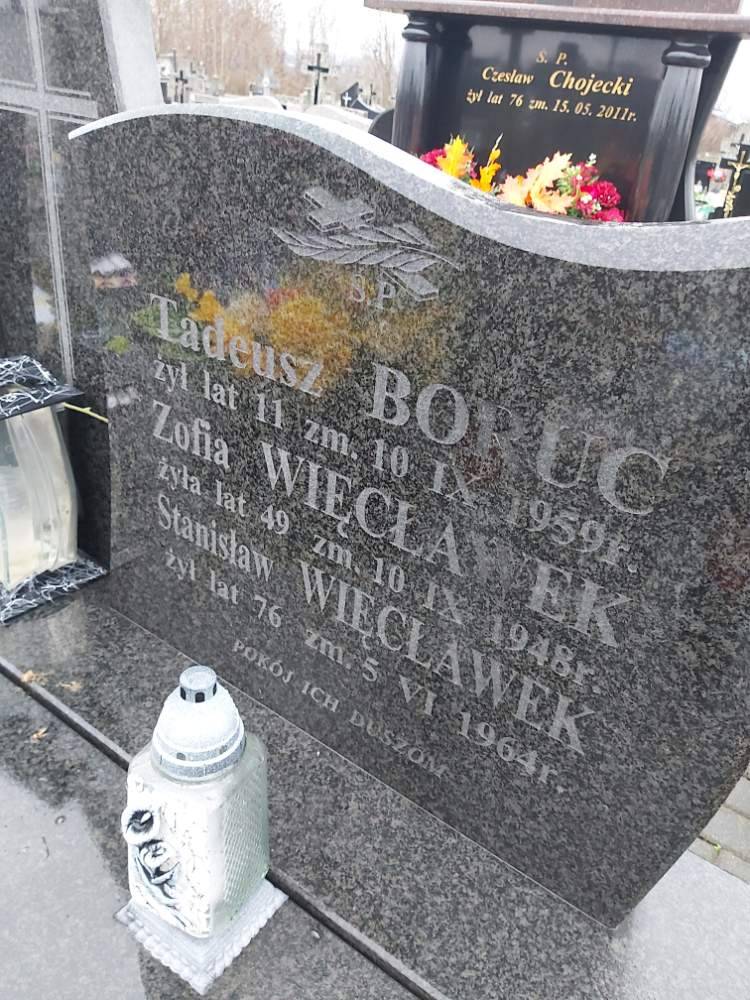 Ś. P.
Czesław Chojecki
żył lat 76 zm. 15.05.2011r.
Ś.P.
Tadeusz BORUC
żył lat 11 zm. 10 IX 1959r.
Zofia WIĘCŁAWEK
żyła lat 49 zm. 10 IX 1948r.
Stanisław WIĘCŁAWEK
żył lat 76 zm. 5 VI 1964r.
POKÓJ ICH DUSZOM